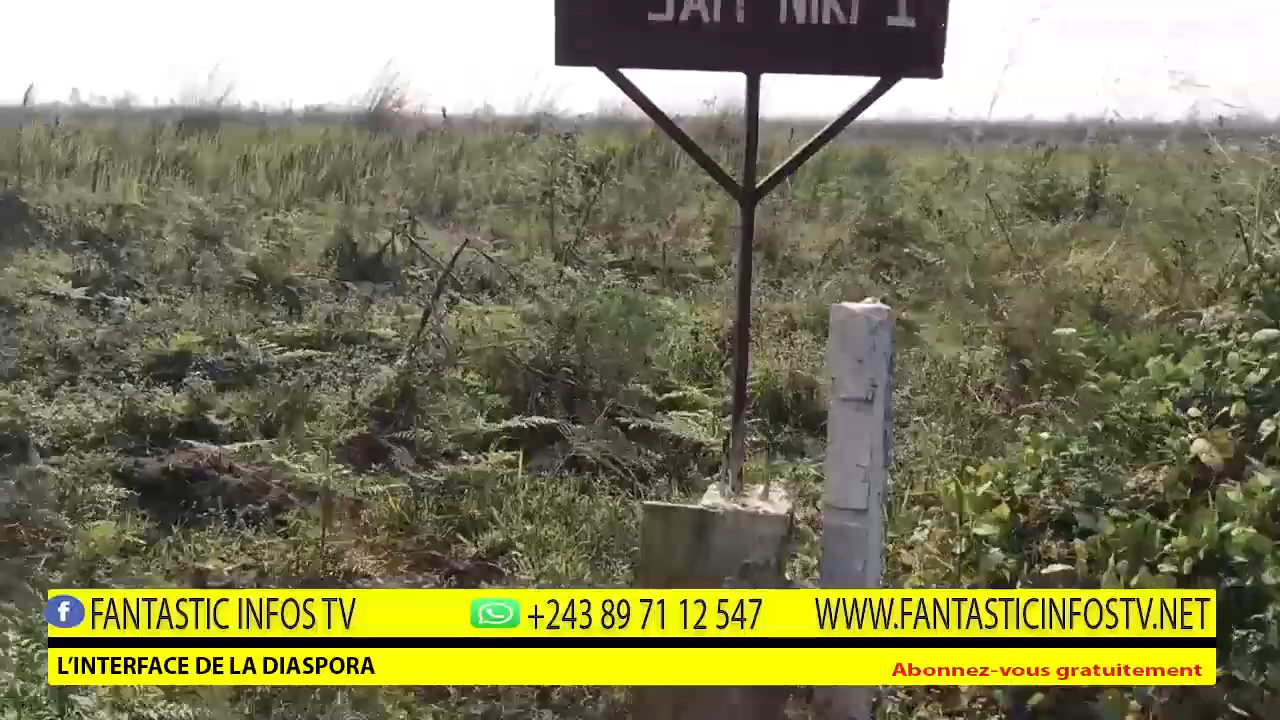 FANTASTIC INFOS TV
+243 89 71 12 547
WWW.FANTASTICINFOSTV.NET
L'INTERFACE DE LA DIASPORA
Abonnez-vous gratuitement